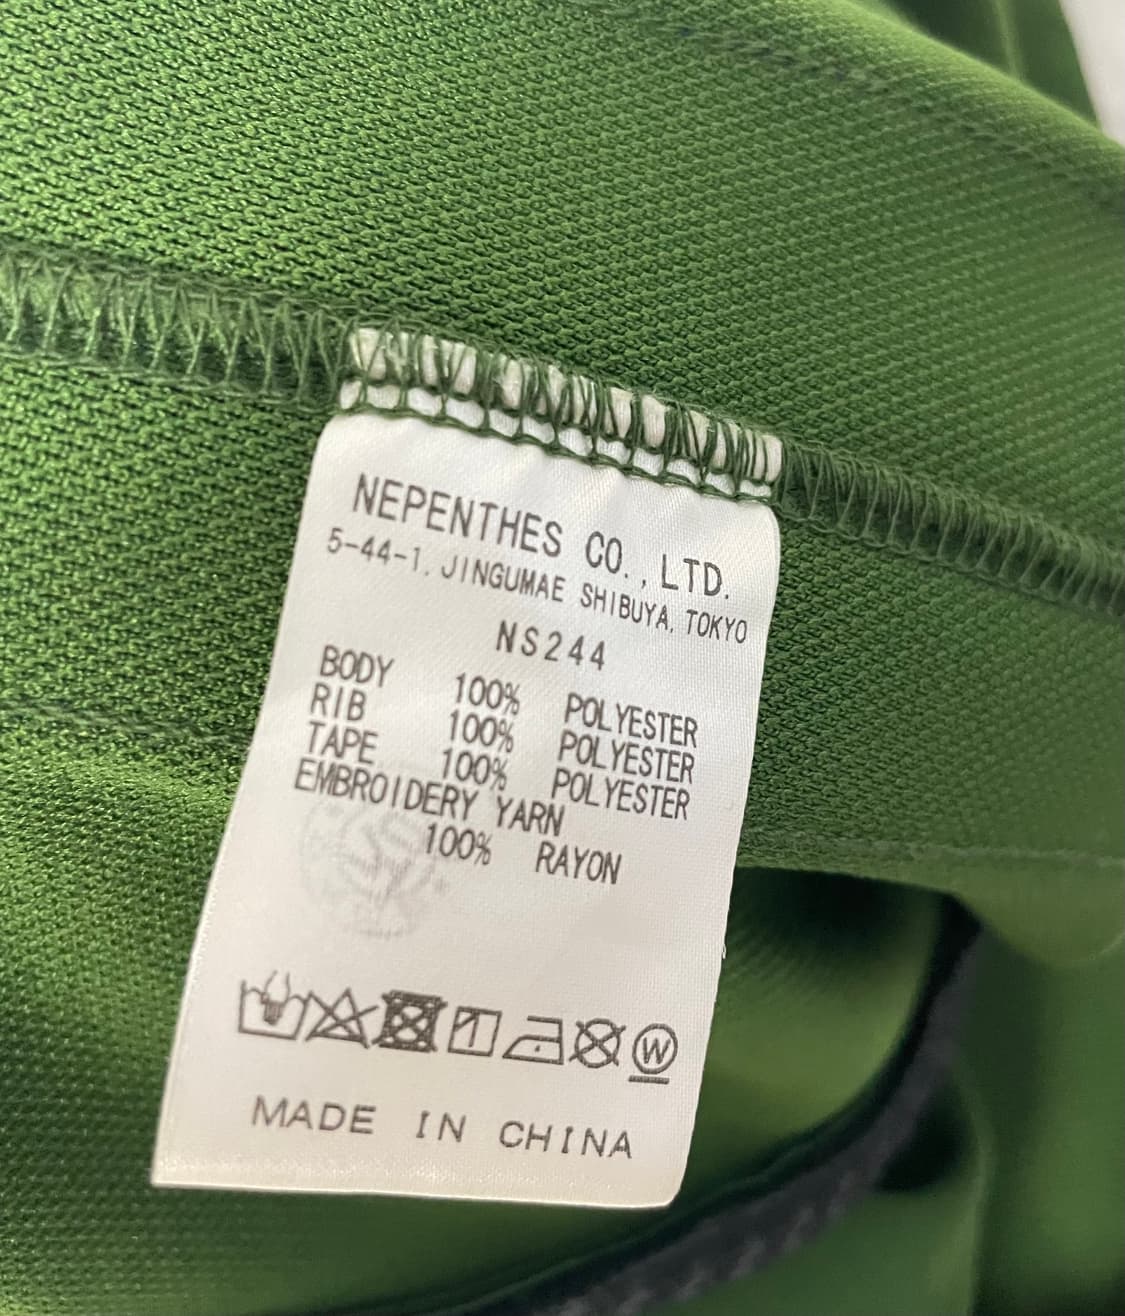 NEPENTHES CO.,LTD.
5-44-1, JINGUMAE SHIBUYA, TOKYO
NS244
BODY 100% POLYESTER
RIB 100% POLYESTER
TAPE 100% POLYESTER
EMBROIDERY YARN
100% RAYON
W
MADE IN CHINA